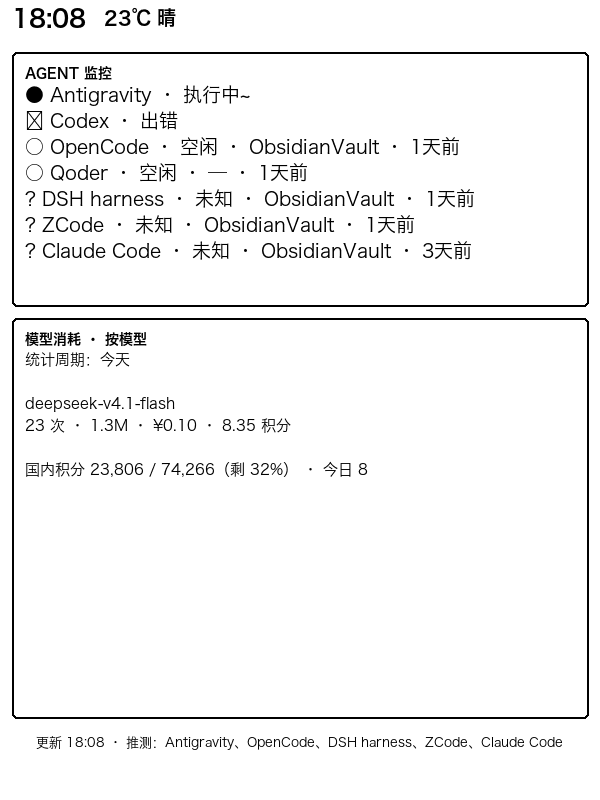 18:08 23℃ 晴
AGENT 监控
● Antigravity · 执行中~
☒ Codex · 出错
○ OpenCode · 空闲 · ObsidianVault · 1天前
○ Qoder · 空闲 · — · 1天前
? DSH harness · 未知 · ObsidianVault · 1天前
? ZCode · 未知 · ObsidianVault · 1天前
? Claude Code · 未知 · ObsidianVault · 3天前
模型消耗 · 按模型
统计周期：今天
deepseek-v4.1-flash
23 次 · 1.3M · ¥0.10 · 8.35 积分
国内积分 23,806 / 74,266（剩 32%） · 今日 8
更新 18:08 · 推测：Antigravity、OpenCode、DSH harness、ZCode、Claude Code